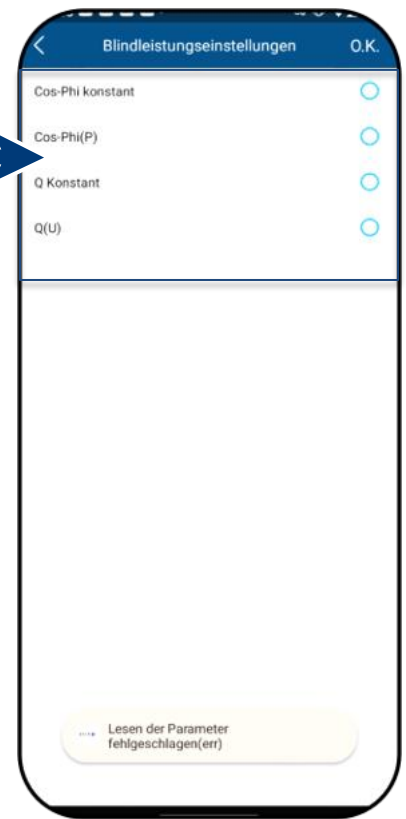 Blindleistungseinstellungen O.K.
Cos-Phi konstant
Cos-Phi(P)
Q Konstant
Q(U)
Lesen der Parameter
fehlgeschlagen(err)